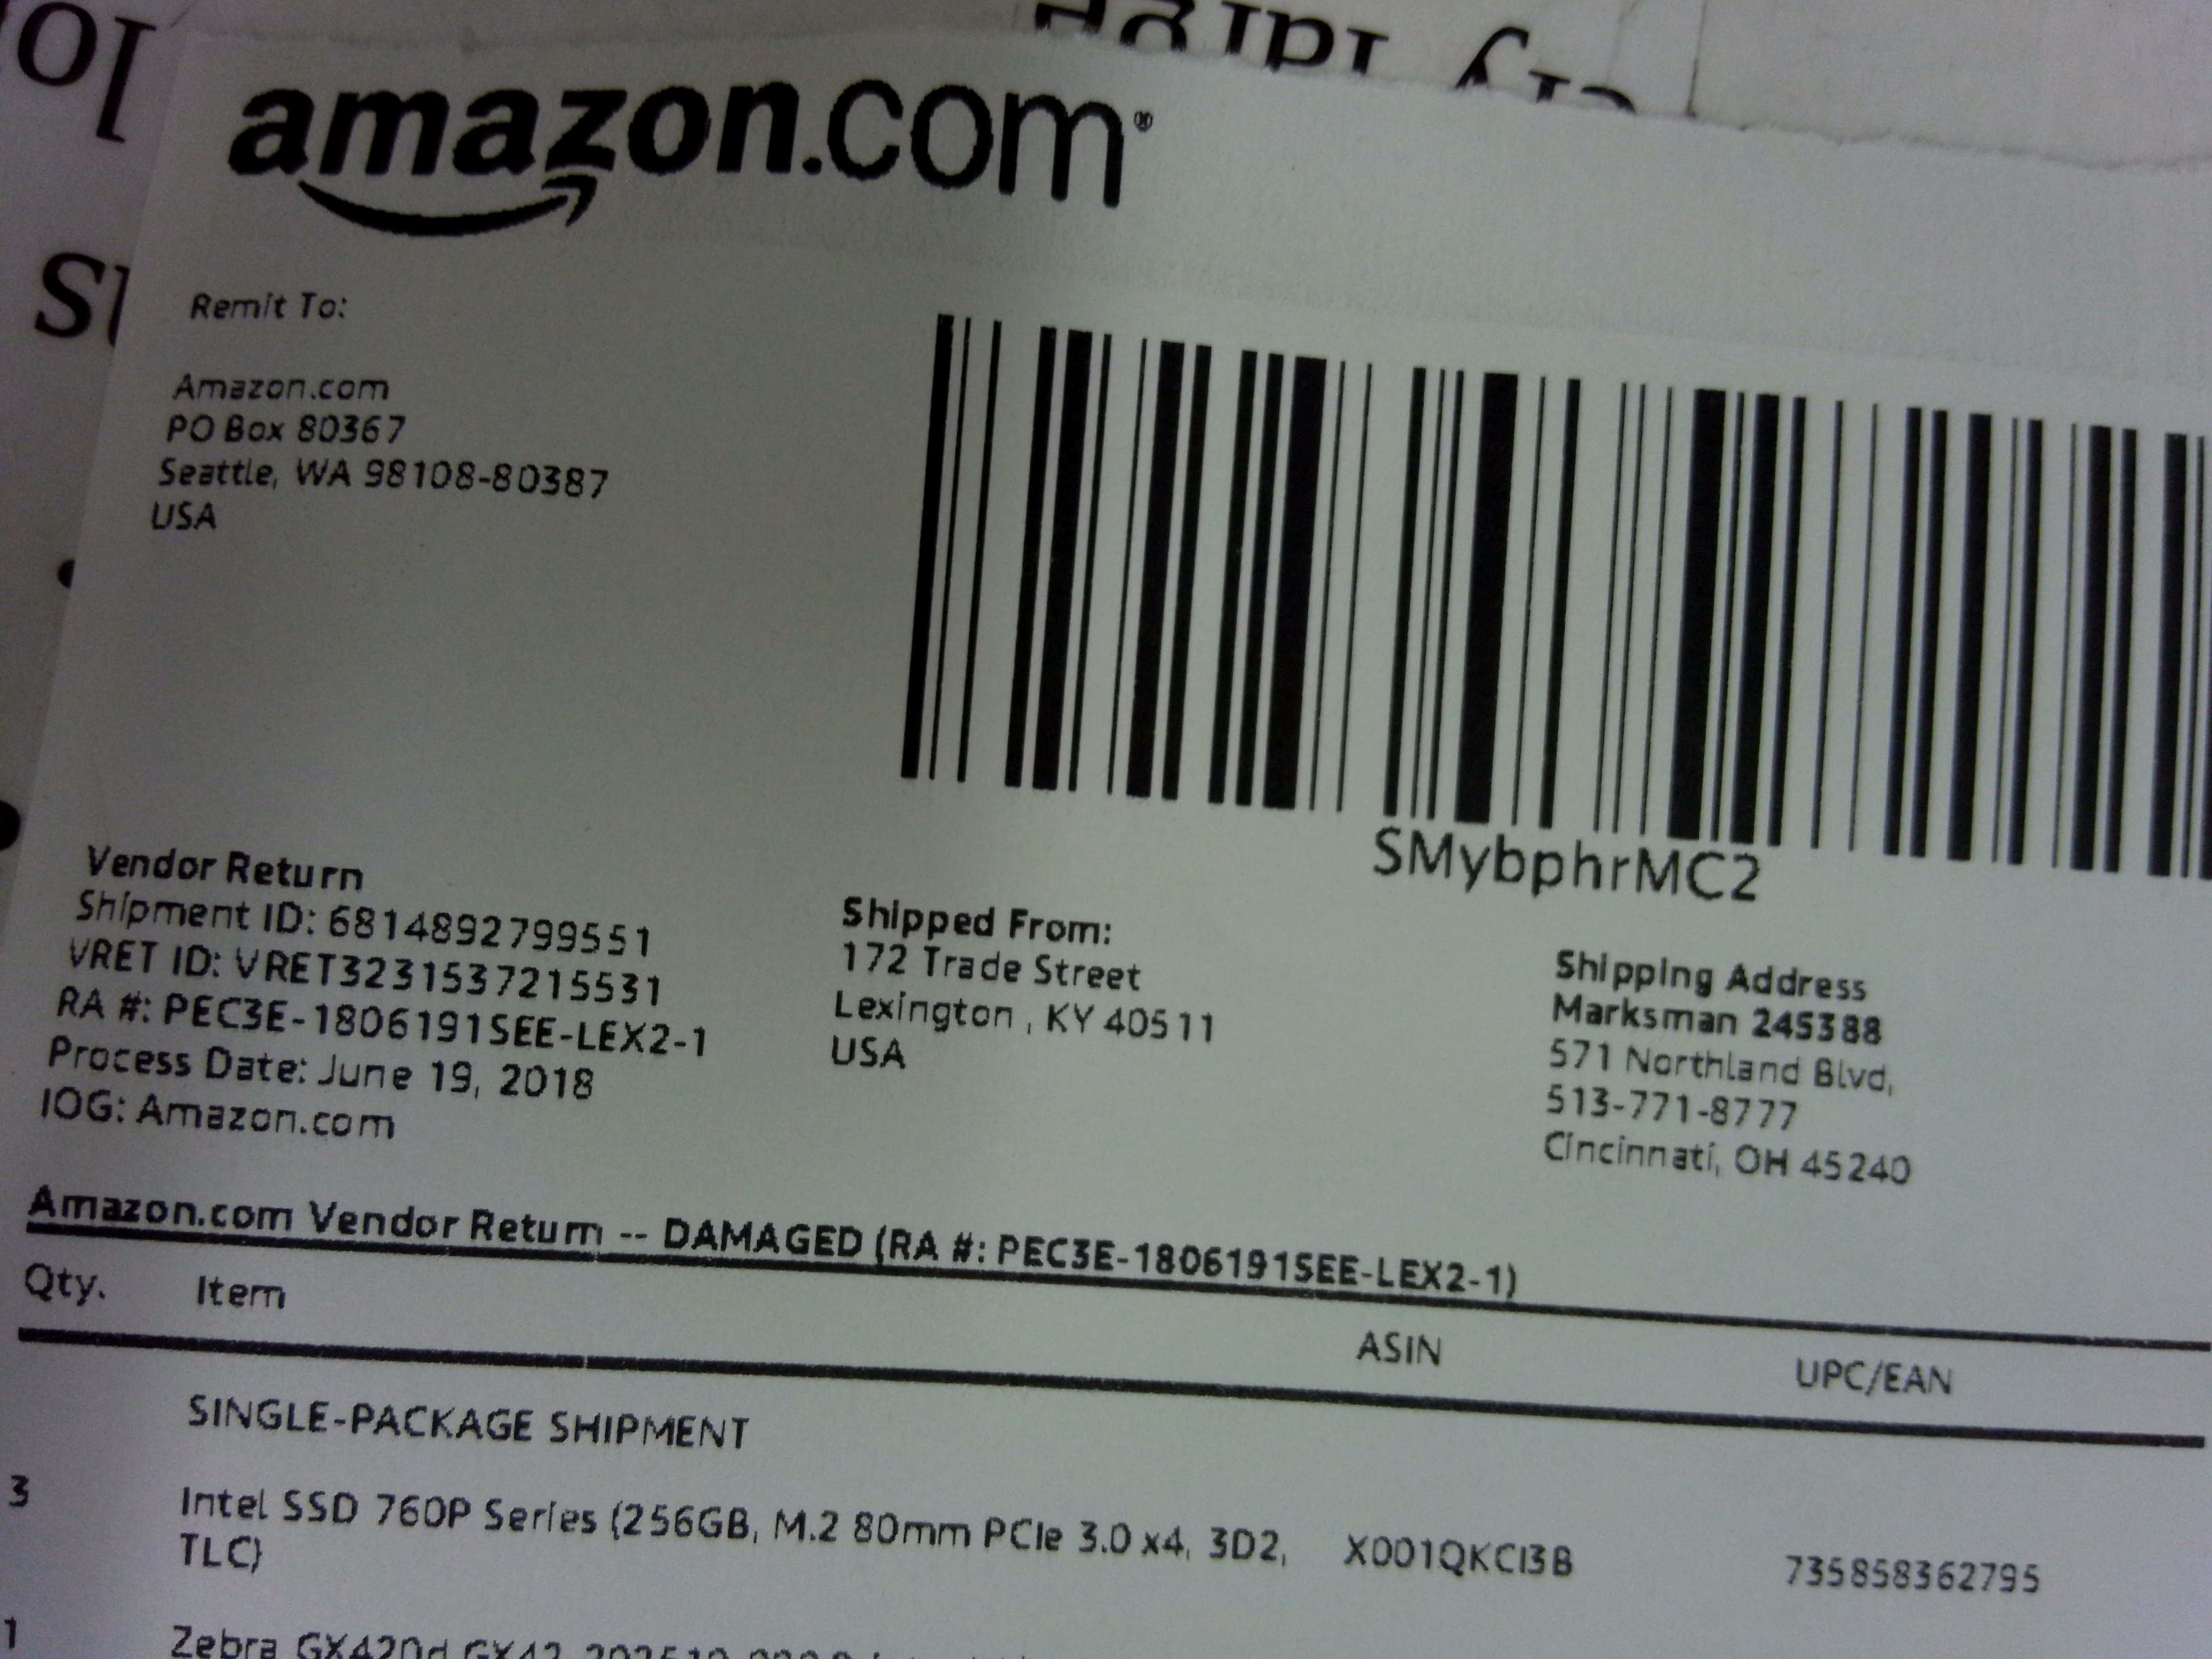 amazon.com®
Remit To:
Amazon.com
PO Box 80367
Seattle, WA 98108-80387
USA
SMybphrMC2
Vendor Return
Shipment ID: 6814892799551
VRET ID: VRET3231537215531
RA #: PEC3E-1806191SEE-LEX2-1
Process Date: June 19, 2018
IOG: Amazon.com
Shipped From:
172 Trade Street
Lexington , KY 40511
USA
Shipping Address
Marksman 245388
571 Northland Blvd,
513-771-8777
Cincinnati, OH 45240
Amazon.com Vendor Return -- DAMAGED (RA #: PEC3E-1806191SEE-LEX2-1)
Qty. Item ASIN UPC/EAN
SINGLE-PACKAGE SHIPMENT
3 Intel SSD 760P Series (256GB, M.2 80mm PCIe 3.0 x4, 3D2, X001QKCI3B 735858362795
TLC)
1 Zebra GX420d